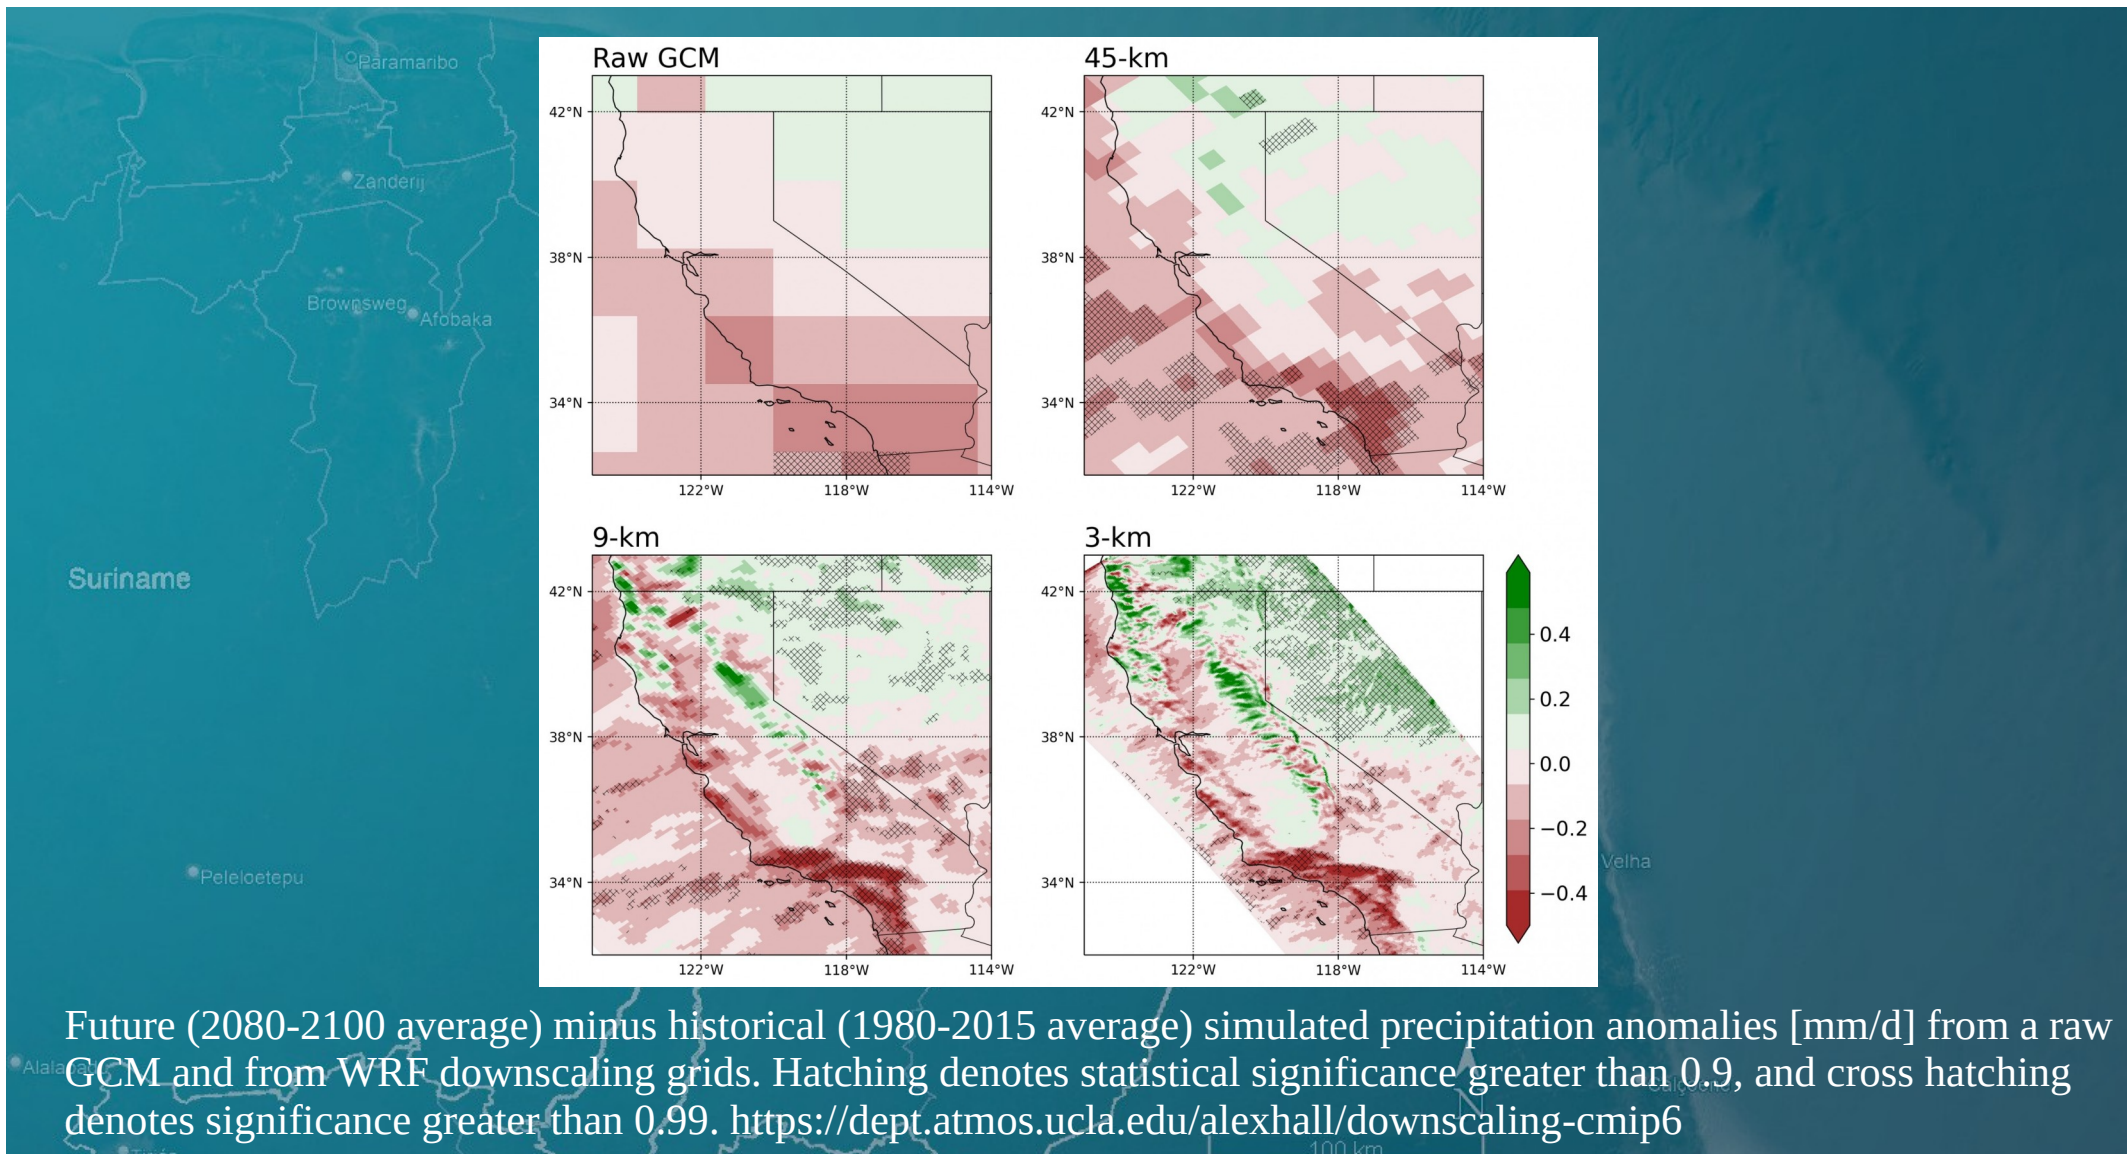 Paramaribo
Zanderij
Brownsweg
Afobaka
Suriname
Peleloetepu
Velha
Raw GCM
42°N
38°N
34°N
122°W 118°W 114°W
45-km
42°N
38°N
34°N
122°W 118°W 114°W
9-km
42°N
38°N
34°N
122°W 118°W 114°W
3-km
42°N
38°N
34°N
122°W 118°W 114°W
0.4
0.2
0.0
−0.2
−0.4
Future (2080-2100 average) minus historical (1980-2015 average) simulated precipitation anomalies [mm/d] from a raw
GCM and from WRF downscaling grids. Hatching denotes statistical significance greater than 0.9, and cross hatching
denotes significance greater than 0.99. https://dept.atmos.ucla.edu/alexhall/downscaling-cmip6
100 km